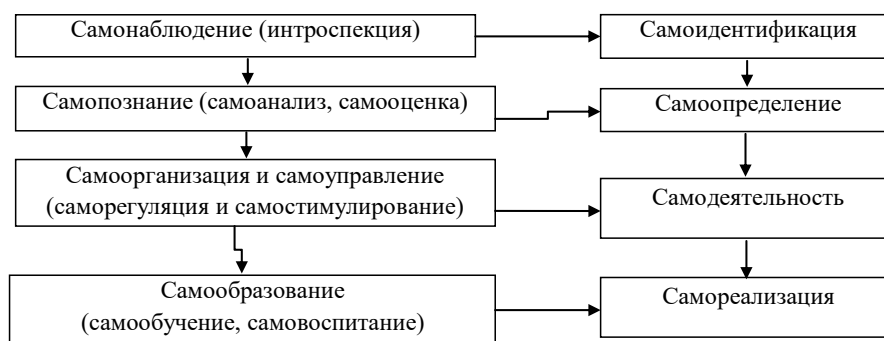 Самонаблюдение (интроспекция)
Самоидентификация
Самопознание (самоанализ, самооценка)
Самоопределение
Самоорганизация и самоуправление
(саморегуляция и самостимулирование)
Самодеятельность
Самообразование
(самообучение, самовоспитание)
Самореализация